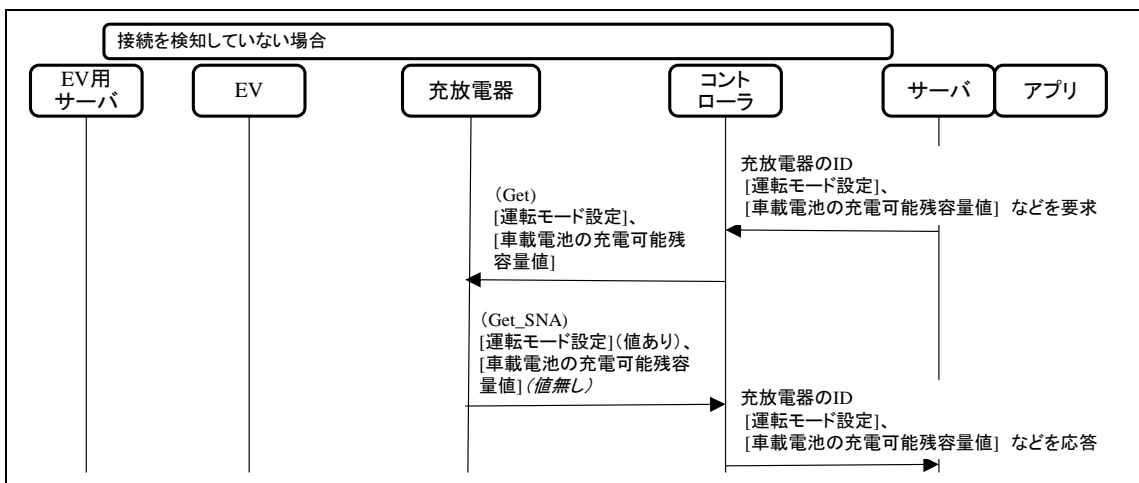 接続を検知していない場合
EV用
サーバ
EV
充放電器
コント
ローラ
サーバ
アプリ
充放電器のID
[運転モード設定]、
[車載電池の充電可能残容量値] などを要求
（Get)
[運転モード設定]、
[車載電池の充電可能残
容量値]
(Get_SNA)
[運転モード設定](値あり)、
[車載電池の充電可能残容
量値](値無し)
充放電器のID
[運転モード設定]、
[車載電池の充電可能残容量値] などを応答